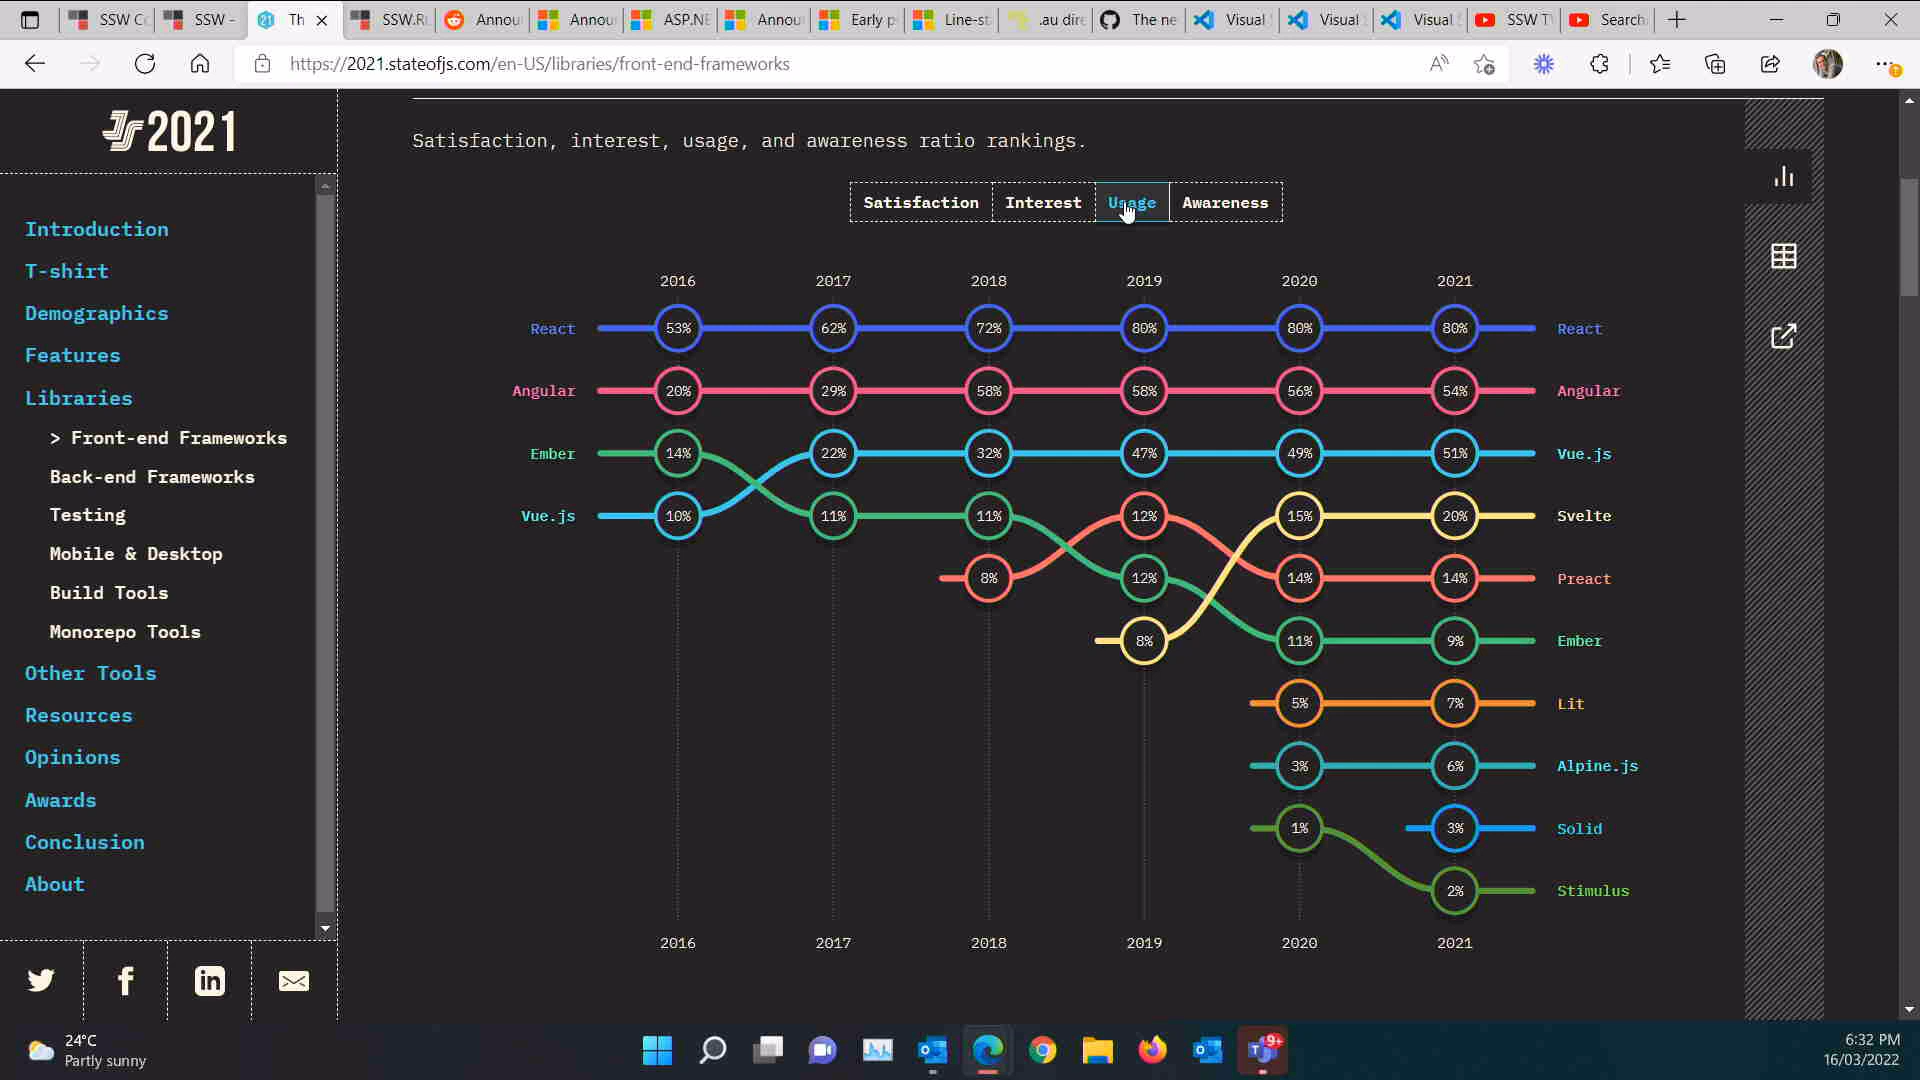 SSW Co
SSW -
Th
SSW.Ru
Annou
Annou
ASP.NE
Annou
Early p
Line-st
.au dire
The ne
Visual S
Visual S
Visual S
SSW TV
Search
https://2021.stateofjs.com/en-US/libraries/front-end-frameworks
JS 2021
Introduction
T-shirt
Demographics
Features
Libraries
> Front-end Frameworks
Back-end Frameworks
Testing
Mobile & Desktop
Build Tools
Monorepo Tools
Other Tools
Resources
Opinions
Awards
Conclusion
About
Satisfaction, interest, usage, and awareness ratio rankings.
Satisfaction Interest Usage Awareness
2016 2017 2018 2019 2020 2021
React 53% 62% 72% 80% 80% 80% React
Angular 20% 29% 58% 58% 56% 54% Angular
Ember 14% 22% 32% 47% 49% 51% Vue.js
Vue.js 10% 11% 11% 12% 15% 20% Svelte
8% 12% 14% 14% Preact
8% 11% 9% Ember
5% 7% Lit
3% 6% Alpine.js
1% 3% Solid
2% Stimulus
2016 2017 2018 2019 2020 2021
24°C
Partly sunny
9+
6:32 PM
16/03/2022